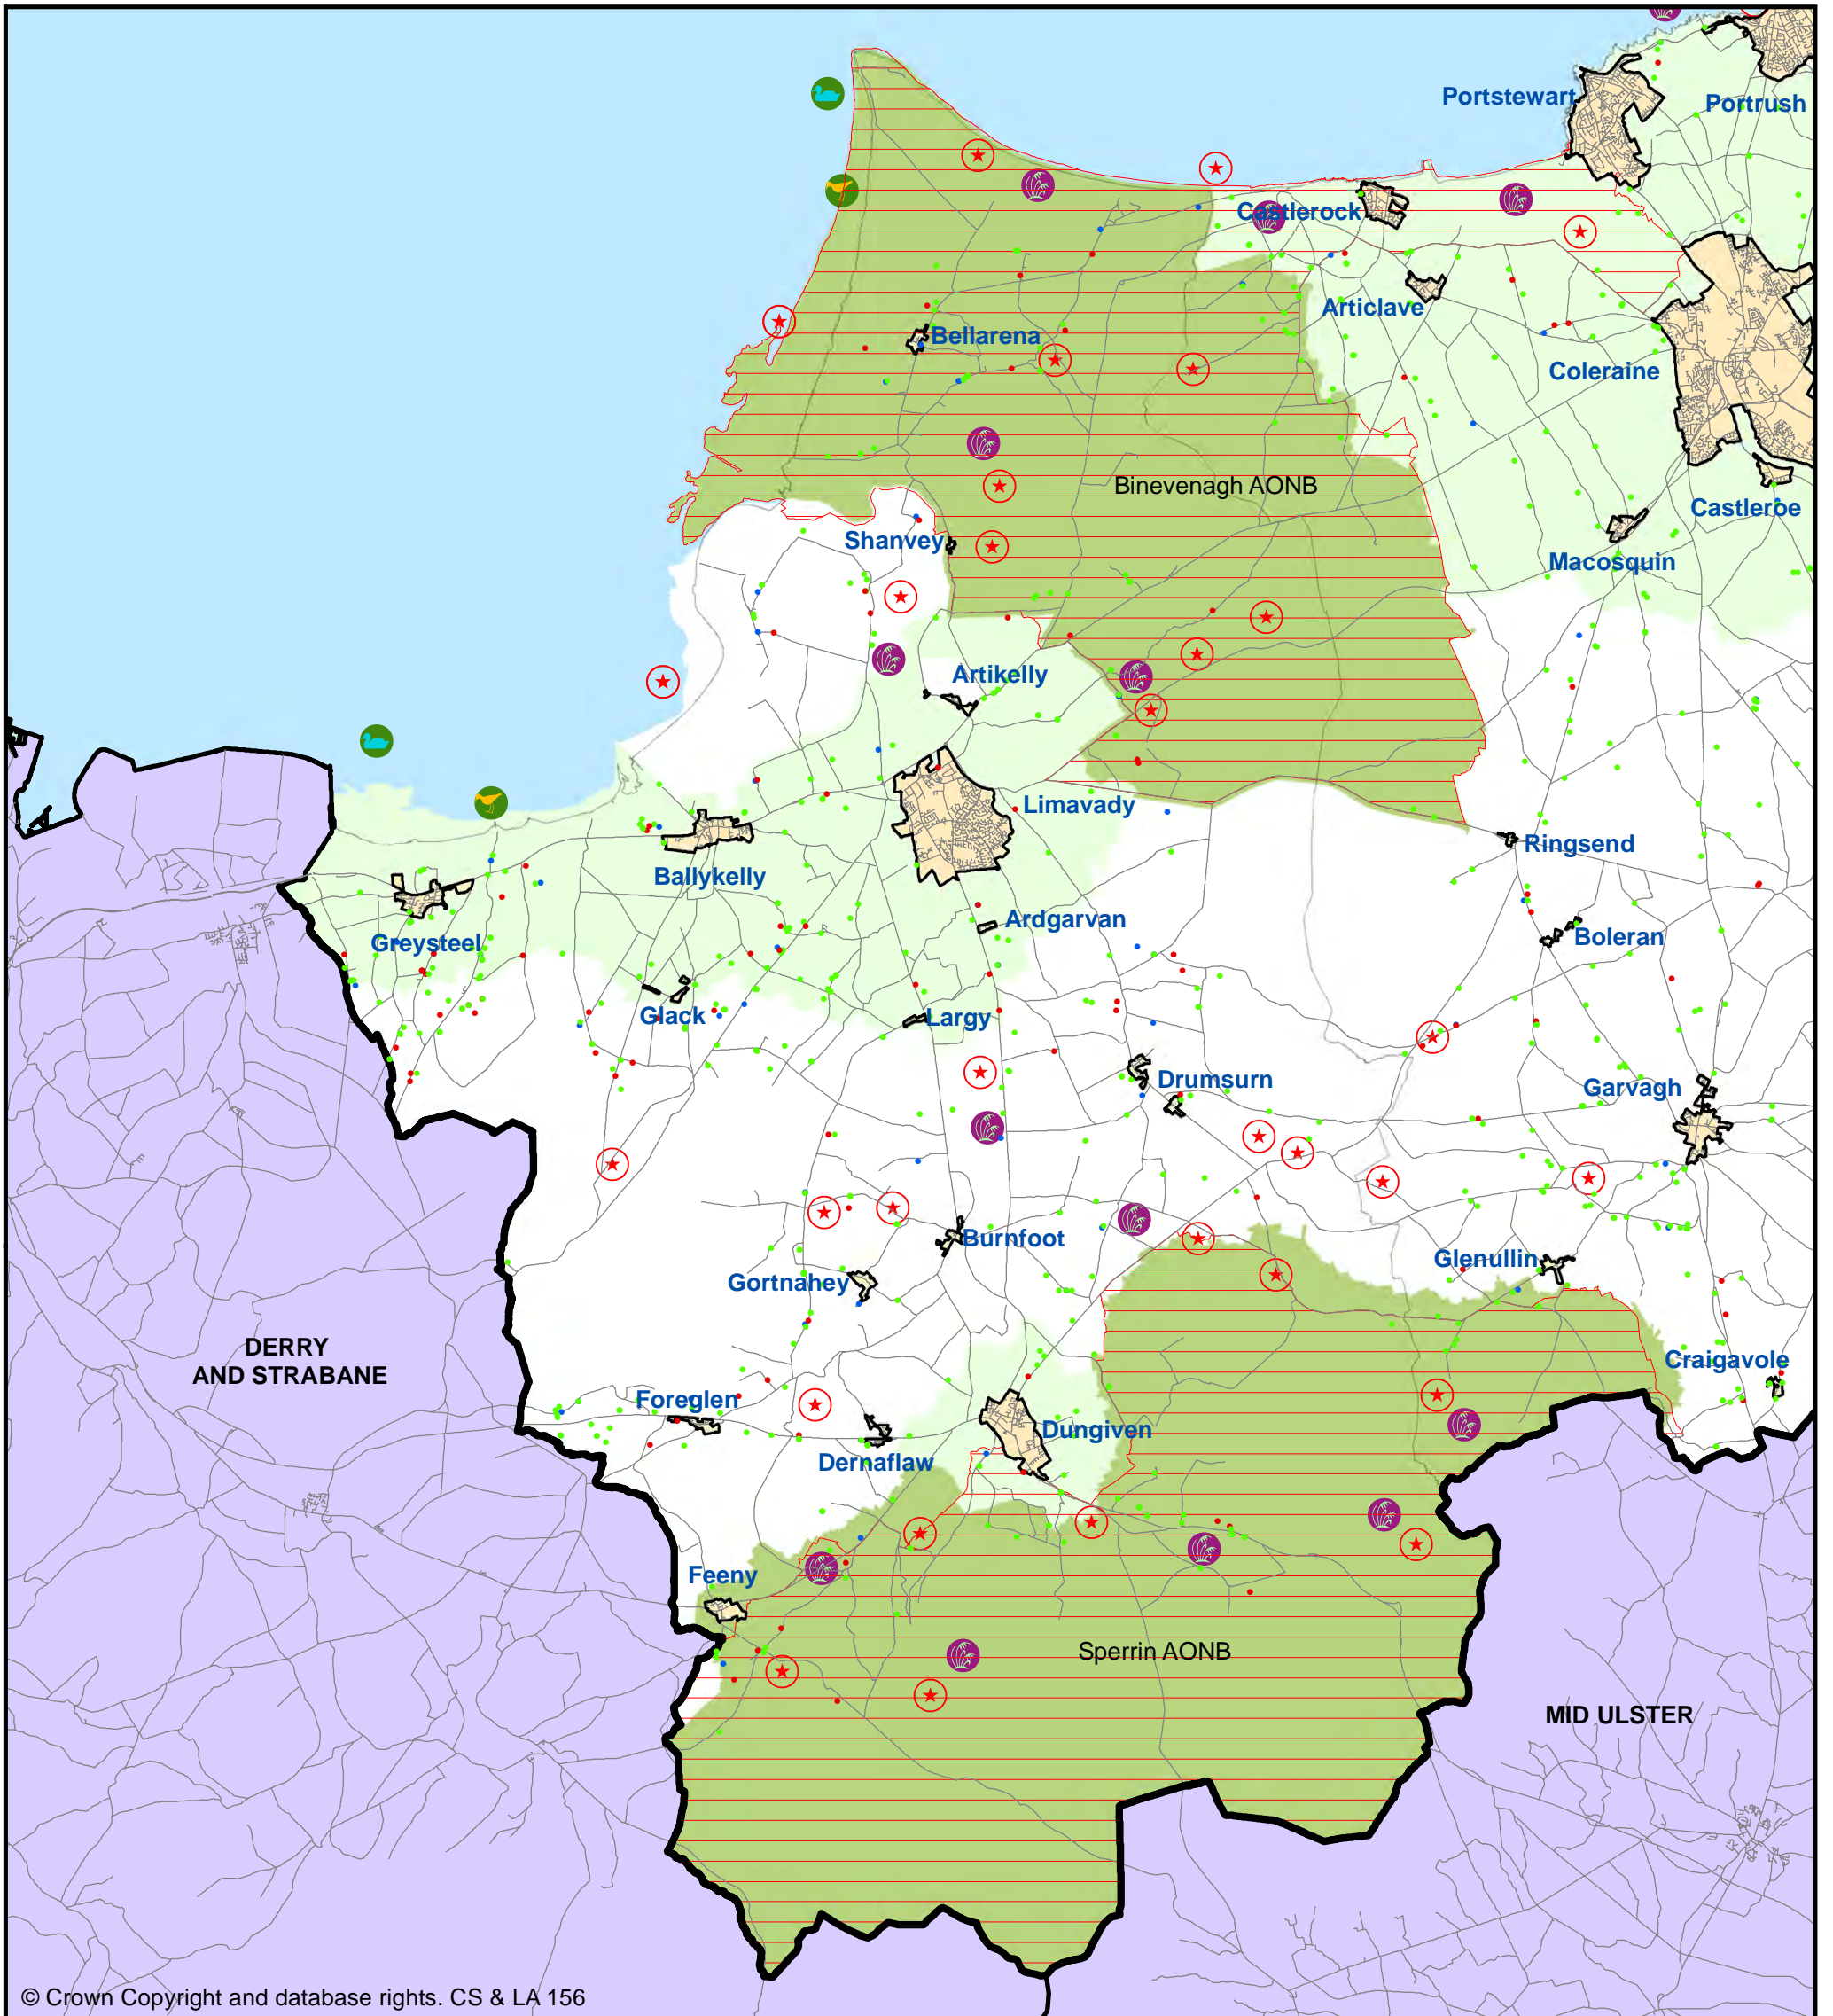 Portstewart
Portrush
Castlerock
Articlave
Bellarena
Coleraine
Binevenagh AONB
Castleroe
Shanvey
Macosquin
Artikelly
Limavady
Ringsend
Ballykelly
Ardgarvan
Greysteel
Boleran
Glack
Largy
Drumsurn
Garvagh
Burnfoot
Glenullin
Gortnahey
DERRY
AND STRABANE
Craigavole
Foreglen
Dungiven
Dernaflaw
Feeny
Sperrin AONB
MID ULSTER
© Crown Copyright and database rights. CS & LA 156